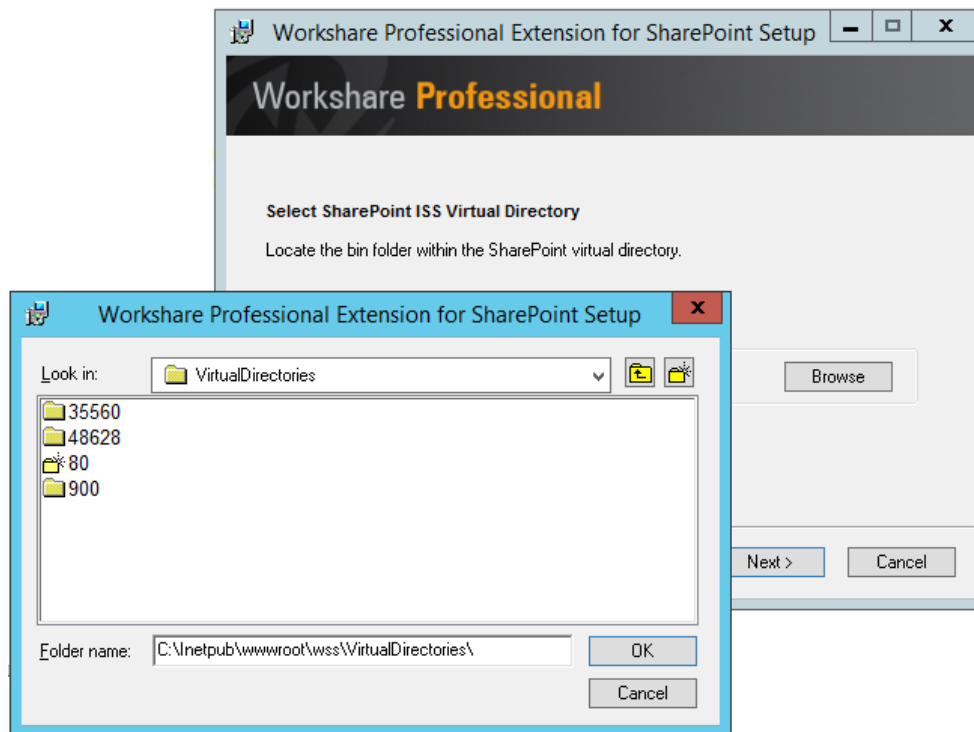 Workshare Professional Extension for SharePoint Setup
Workshare Professional
Select SharePoint ISS Virtual Directory
Locate the bin folder within the SharePoint virtual directory.
Browse
Next >
Cancel
Workshare Professional Extension for SharePoint Setup
Look in:
VirtualDirectories
35560
48628
80
900
Folder name:
C:\Inetpub\wwwroot\wss\VirtualDirectories\
OK
Cancel